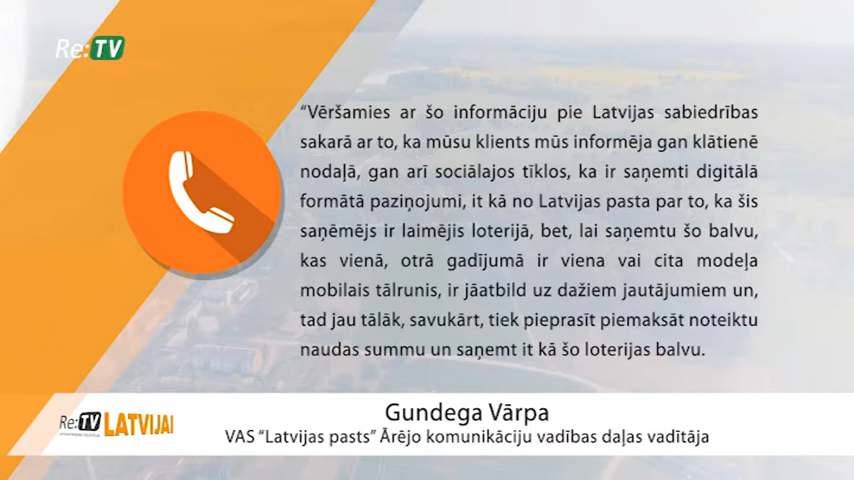 Re:TV
“Vēršamies ar šo informāciju pie Latvijas sabiedrības
sakarā ar to, ka mūsu klients mūs informēja gan klātienē
nodaļā, gan arī sociālajos tīklos, ka ir saņemti digitālā
formātā paziņojumi, it kā no Latvijas pasta par to, ka šis
saņēmējs ir laimējis loterijā, bet, lai saņemtu šo balvu,
kas vienā, otrā gadījumā ir viena vai cita modeļa
mobilais tālrunis, ir jāatbild uz dažiem jautājumiem un,
tad jau tālāk, savukārt, tiek pieprasīt piemaksāt noteiktu
naudas summu un saņemt it kā šo loterijas balvu.
Re:TV LATVIJAI
Gundega Vārpa
VAS “Latvijas pasts” Ārējo komunikāciju vadības daļas vadītāja